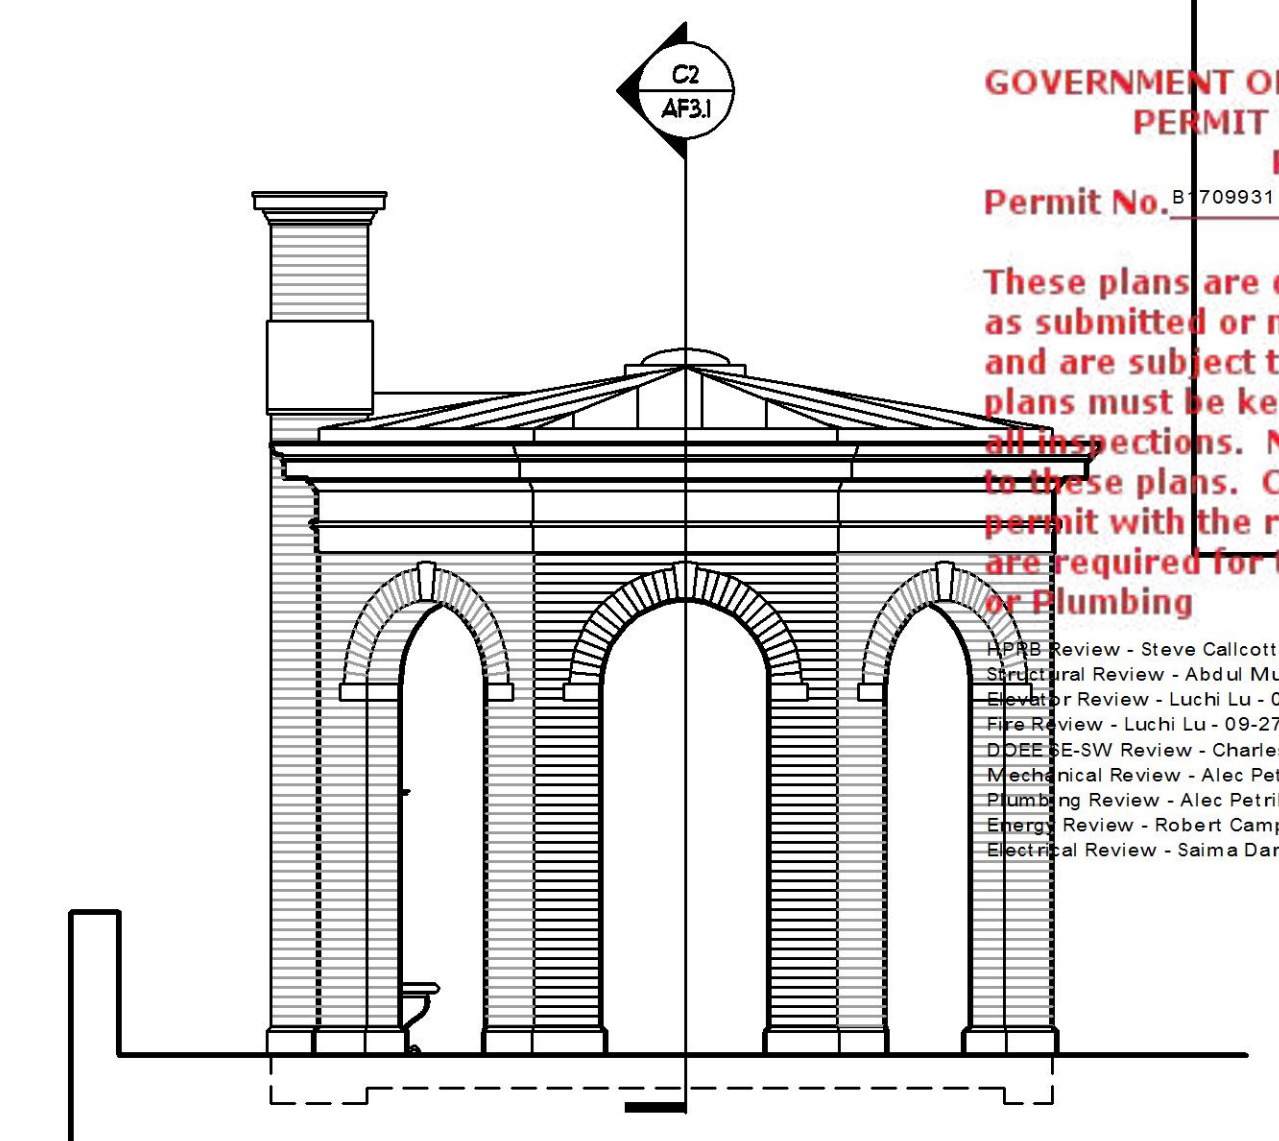 C2
AF3.1
GOVERNMENT OF
PERMIT
Permit No. B1709931
These plans are
as submitted or
and are subject
plans must be
all inspections.
to these plans.
permit with the
are required for
or Plumbing
HPRB Review - Steve Callcott
Structural Review - Abdul
Elevator Review - Luchi Lu -
Fire Review - Luchi Lu - 09-27
DOEE SE-SW Review -
Mechanical Review - Alec
Plumbing Review - Alec
Energy Review - Robert
Electrical Review - Saima